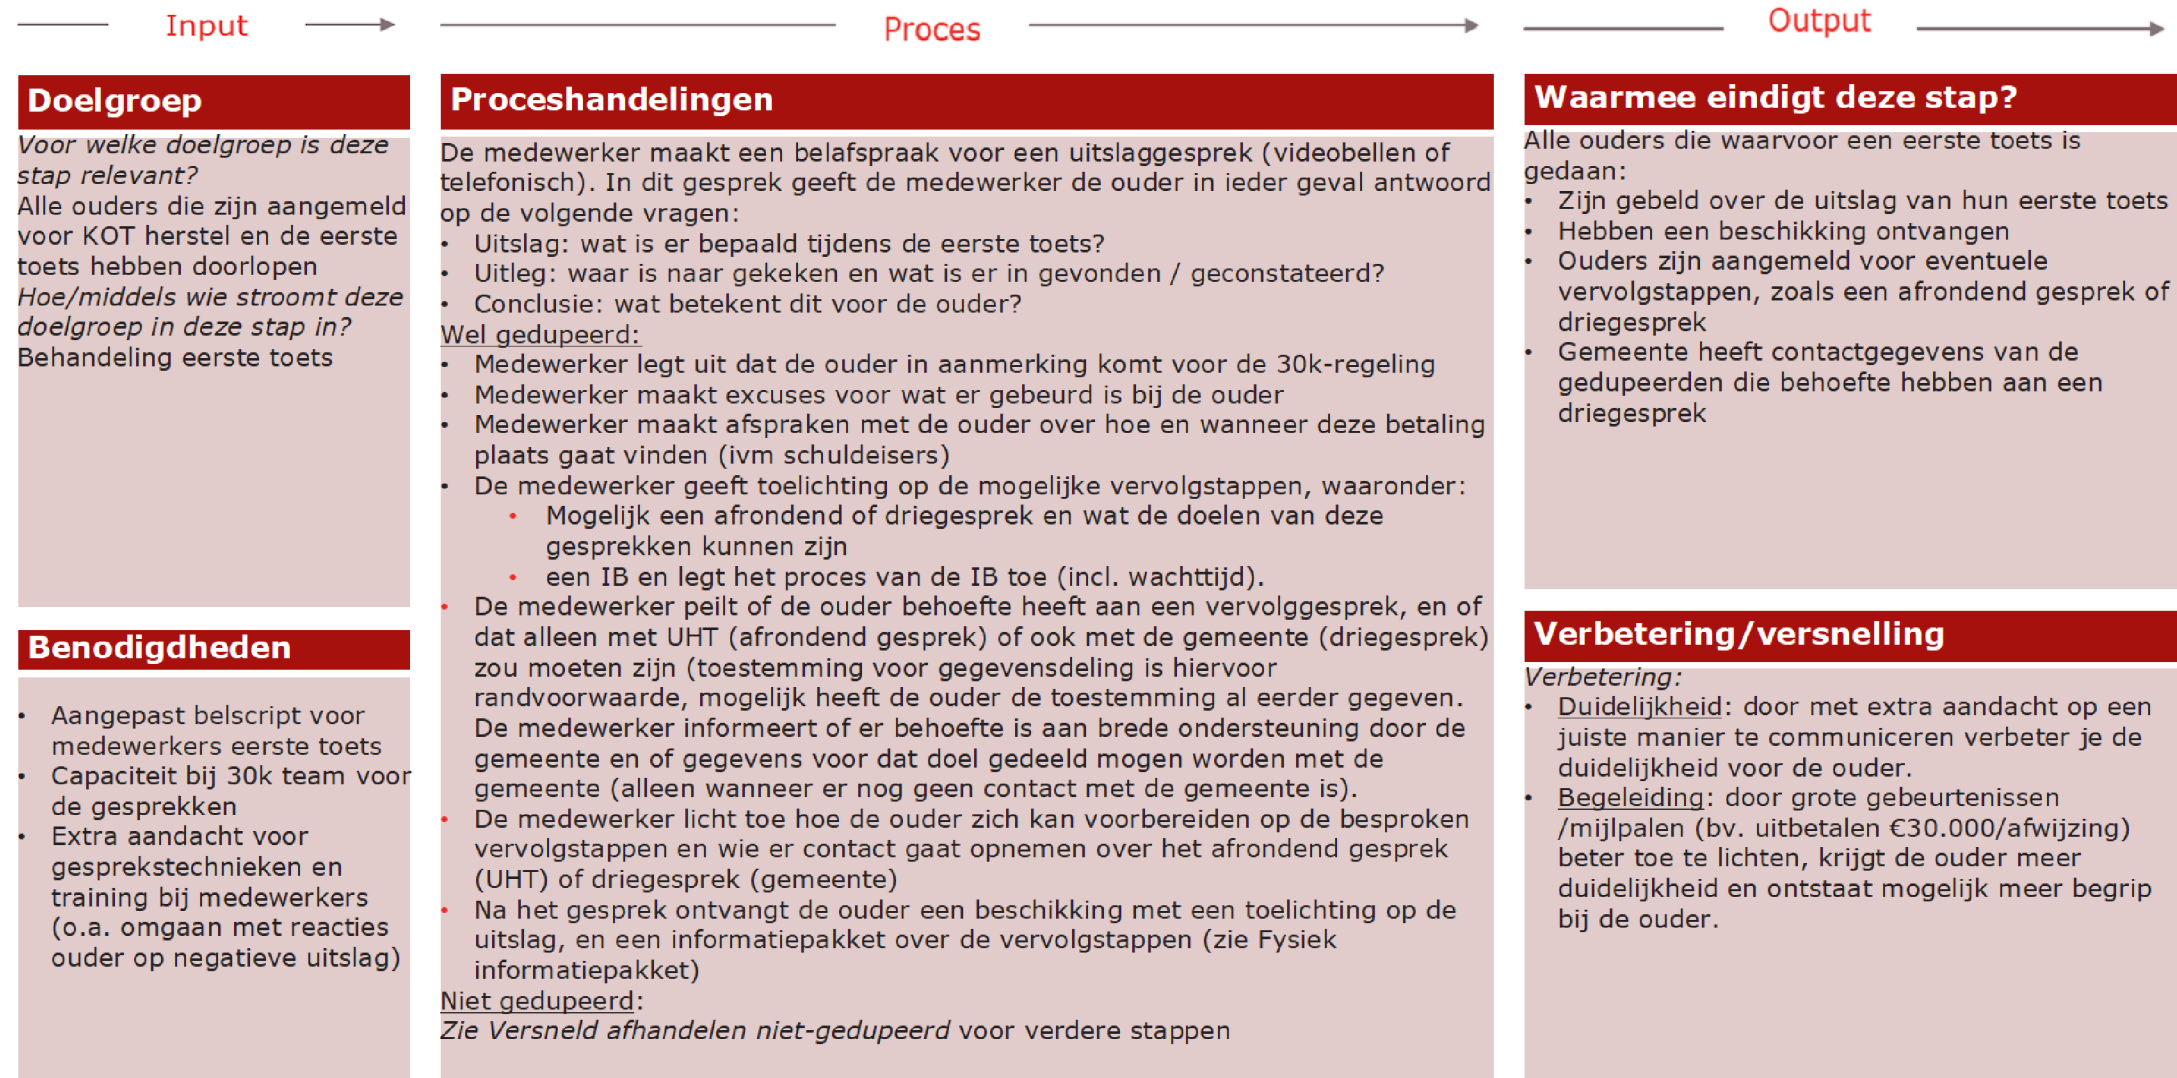 Input
Proces
Output
Doelgroep
Voor welke doelgroep is deze
stap relevant?
Alle ouders die zijn aangemeld
voor KOT herstel en de eerste
toets hebben doorlopen
Hoe/middels wie stroomt deze
doelgroep in deze stap in?
Behandeling eerste toets
Benodigdheden
• Aangepast belscript voor
medewerkers eerste toets
• Capaciteit bij 30k team voor
de gesprekken
• Extra aandacht voor
gesprekstechnieken en
training bij medewerkers
(o.a. omgaan met reacties
ouder op negatieve uitslag)
Proceshandelingen
De medewerker maakt een belafspraak voor een uitslaggesprek (videobellen of
telefonisch). In dit gesprek geeft de medewerker de ouder in ieder geval antwoord
op de volgende vragen:
• Uitslag: wat is er bepaald tijdens de eerste toets?
• Uitleg: waar is naar gekeken en wat is er in gevonden / geconstateerd?
• Conclusie: wat betekent dit voor de ouder?
Wel gedupeerd:
• Medewerker legt uit dat de ouder in aanmerking komt voor de 30k-regeling
• Medewerker maakt excuses voor wat er gebeurd is bij de ouder
• Medewerker maakt afspraken met de ouder over hoe en wanneer deze betaling
plaats gaat vinden (ivm schuldeisers)
• De medewerker geeft toelichting op de mogelijke vervolgstappen, waaronder:
• Mogelijk een afrondend of driegesprek en wat de doelen van deze
gesprekken kunnen zijn
• een IB en legt het proces van de IB toe (incl. wachttijd).
• De medewerker peilt of de ouder behoefte heeft aan een vervolggesprek, en of
dat alleen met UHT (afrondend gesprek) of ook met de gemeente (driegesprek)
zou moeten zijn (toestemming voor gegevensdeling is hiervoor
randvoorwaarde, mogelijk heeft de ouder de toestemming al eerder gegeven.
De medewerker informeert of er behoefte is aan brede ondersteuning door de
gemeente en of gegevens voor dat doel gedeeld mogen worden met de
gemeente (alleen wanneer er nog geen contact met de gemeente is).
• De medewerker licht toe hoe de ouder zich kan voorbereiden op de besproken
vervolgstappen en wie er contact gaat opnemen over het afrondend gesprek
(UHT) of driegesprek (gemeente)
• Na het gesprek ontvangt de ouder een beschikking met een toelichting op de
uitslag, en een informatiepakket over de vervolgstappen (zie Fysiek
informatiepakket)
Niet gedupeerd:
Zie Versneld afhandelen niet-gedupeerd voor verdere stappen
Waarmee eindigt deze stap?
Alle ouders die waarvoor een eerste toets is
gedaan:
• Zijn gebeld over de uitslag van hun eerste toets
• Hebben een beschikking ontvangen
• Ouders zijn aangemeld voor eventuele
vervolgstappen, zoals een afrondend gesprek of
driegesprek
• Gemeente heeft contactgegevens van de
gedupeerden die behoefte hebben aan een
driegesprek
Verbetering/versnelling
Verbetering:
• Duidelijkheid: door met extra aandacht op een
juiste manier te communiceren verbeter je de
duidelijkheid voor de ouder.
• Begeleiding: door grote gebeurtenissen
/mijlpalen (bv. uitbetalen €30.000/afwijzing)
beter toe te lichten, krijgt de ouder meer
duidelijkheid en ontstaat mogelijk meer begrip
bij de ouder.